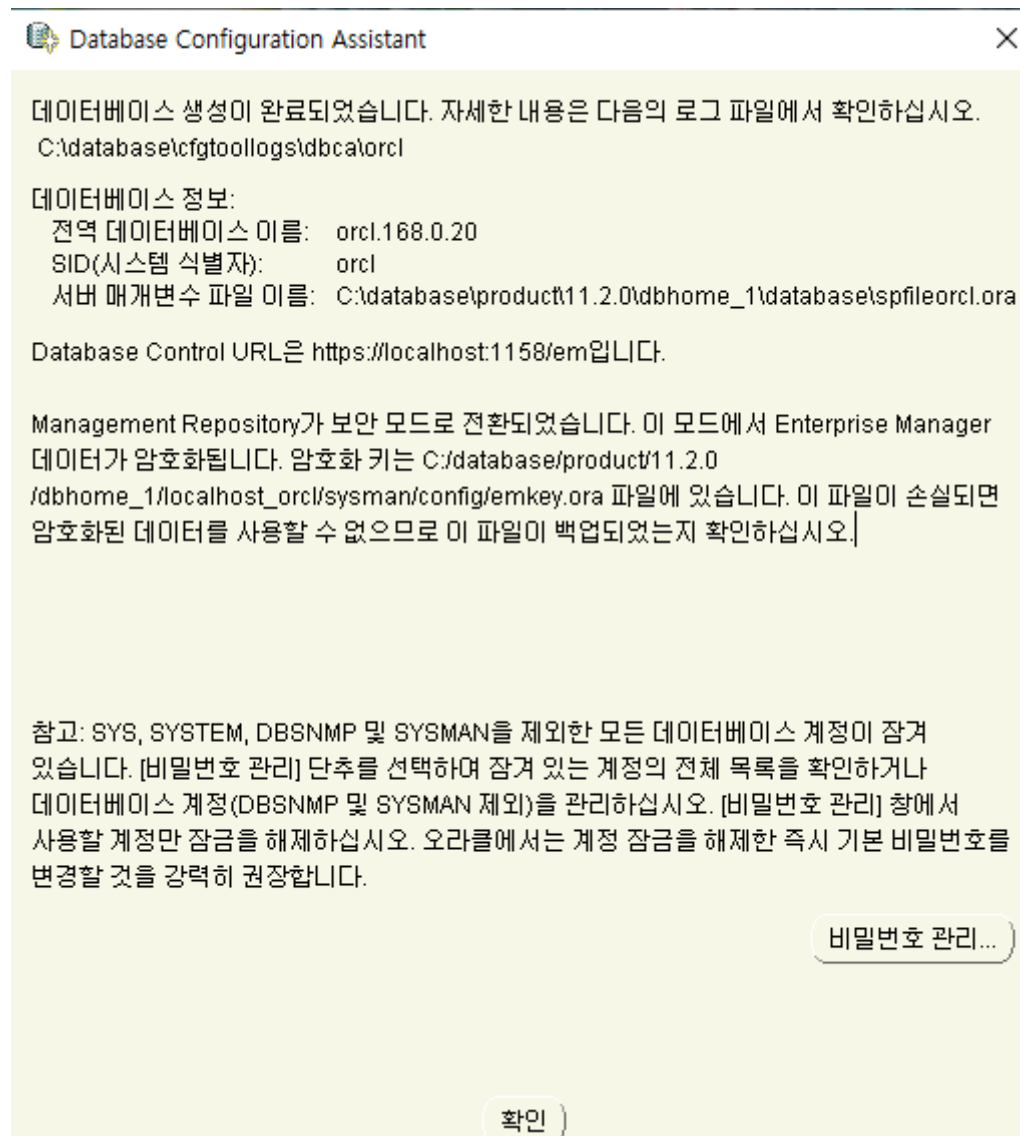 Database Configuration Assistant
데이터베이스 생성이 완료되었습니다. 자세한 내용은 다음의 로그 파일에서 확인하십시오.
C:\database\cfgtoollogs\dbca\orcl
데이터베이스 정보:
전역 데이터베이스 이름: orcl.168.0.20
SID(시스템 식별자): orcl
서버 매개변수 파일 이름: C:\database\product\11.2.0\dbhome_1\database\spfileorcl.ora
Database Control URL은 https://localhost:1158/em입니다.
Management Repository가 보안 모드로 전환되었습니다. 이 모드에서 Enterprise Manager
데이터가 암호화됩니다. 암호화 키는 C:/database/product/11.2.0
/dbhome_1/localhost_orcl/sysman/config/emkey.ora 파일에 있습니다. 이 파일이 손실되면
암호화된 데이터를 사용할 수 없으므로 이 파일이 백업되었는지 확인하십시오.
참고: SYS, SYSTEM, DBSNMP 및 SYSMAN을 제외한 모든 데이터베이스 계정이 잠겨
있습니다. [비밀번호 관리] 단추를 선택하여 잠겨 있는 계정의 전체 목록을 확인하거나
데이터베이스 계정(DBSNMP 및 SYSMAN 제외)을 관리하십시오. [비밀번호 관리] 창에서
사용할 계정만 잠금을 해제하십시오. 오라클에서는 계정 잠금을 해제한 즉시 기본 비밀번호를
변경할 것을 강력히 권장합니다.
비밀번호 관리...
확인